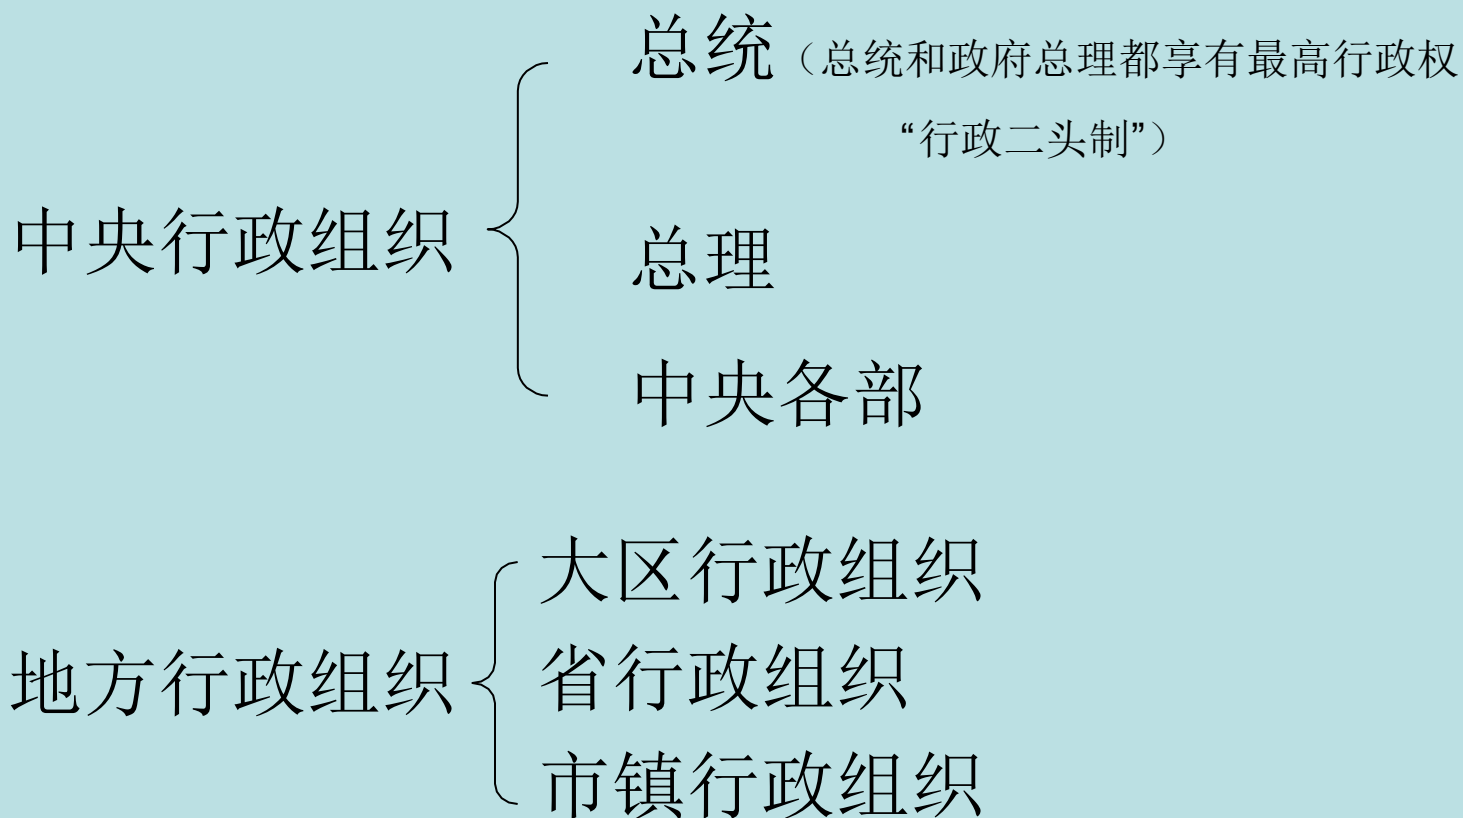 总统（总统和政府总理都享有最高行政权
“行政二头制”）
中央行政组织
总理
中央各部
大区行政组织
地方行政组织
省行政组织
市镇行政组织